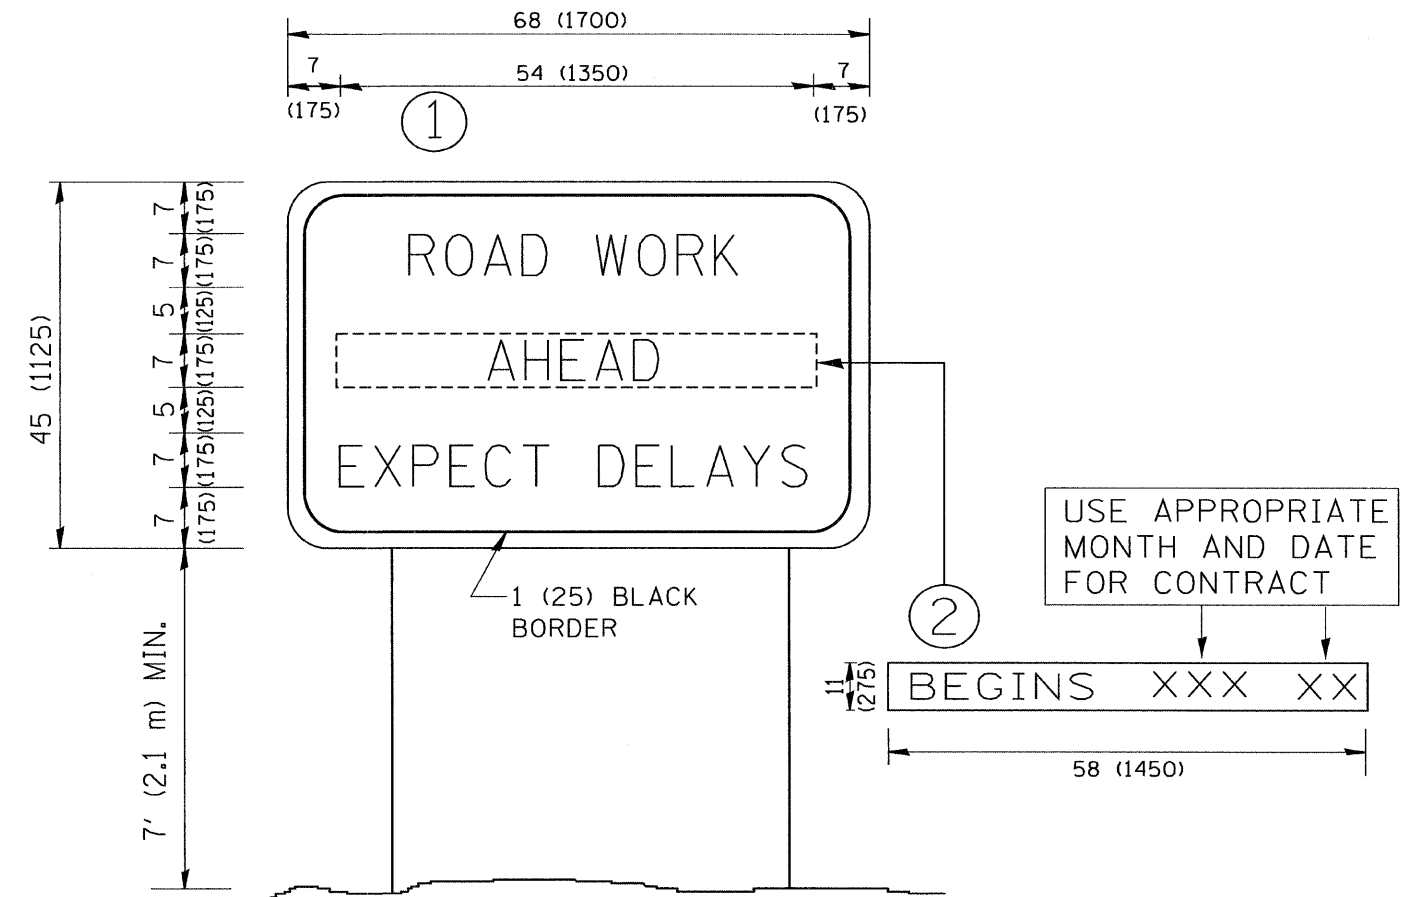 68 (1700)
7
54 (1350)
7
(175)
(175)
1
45 (1125)
7
(175)
7
(175)
5
(125)
7
(175)
5
(125)
7
(175)
7
(175)
ROAD WORK
AHEAD
EXPECT DELAYS
1 (25) BLACK
BORDER
7' (2.1 m) MIN.
2
USE APPROPRIATE
MONTH AND DATE
FOR CONTRACT
11
(275)
BEGINS XXX XX
58 (1450)